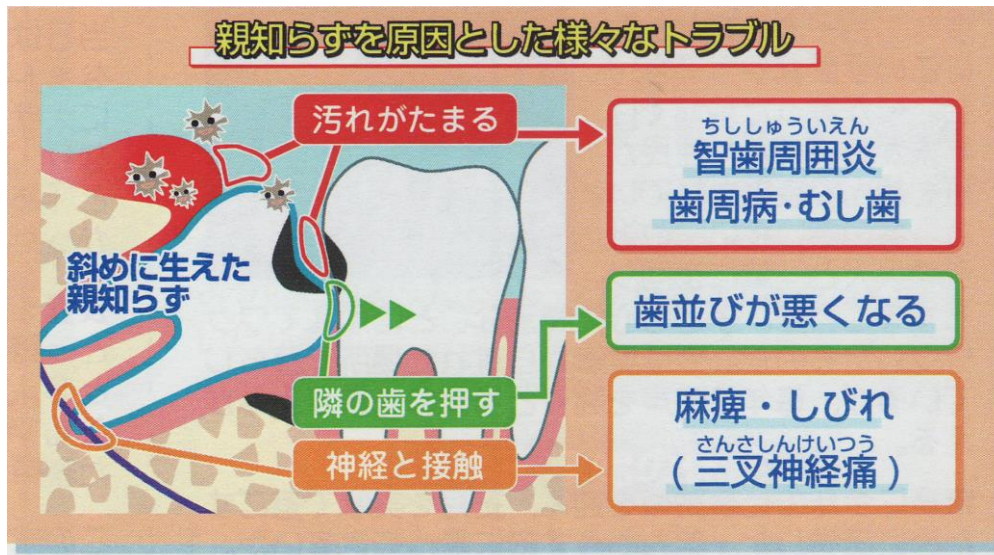 親知らずを原因とした様々なトラブル
汚れがたまる
ちししゅういえん
智歯周囲炎
歯周病・むし歯
斜めに生えた
親知らず
歯並びが悪くなる
隣の歯を押す
麻痺・しびれ
神経と接触
さんさしんけいつう
(三叉神経痛)